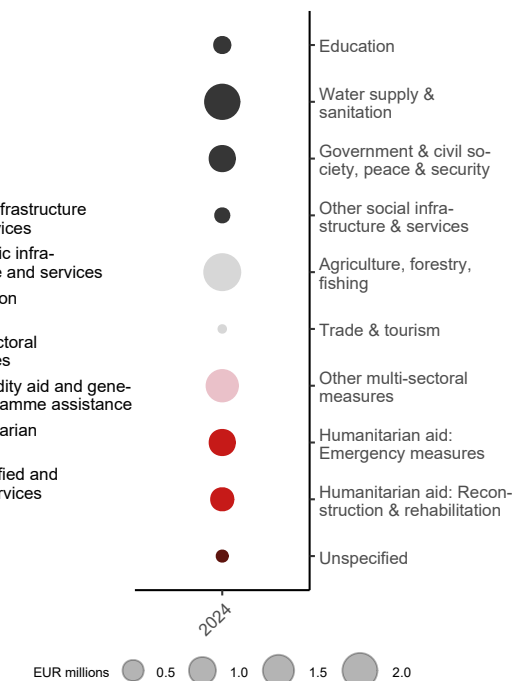 Education
Water supply &
sanitation
Government & civil so-
ciety, peace & security
Other social infra-
structure & services
Agriculture, forestry,
fishing
Trade & tourism
Other multi-sectoral
measures
Humanitarian aid:
Emergency measures
Humanitarian aid: Recon-
struction & rehabilitation
Unspecified
frastructure
ices
ic infra-
e and services
on
ctoral
es
dity aid and gene-
amme assistance
arian
fied and
rvices
2024
EUR millions 0.5 1.0 1.5 2.0